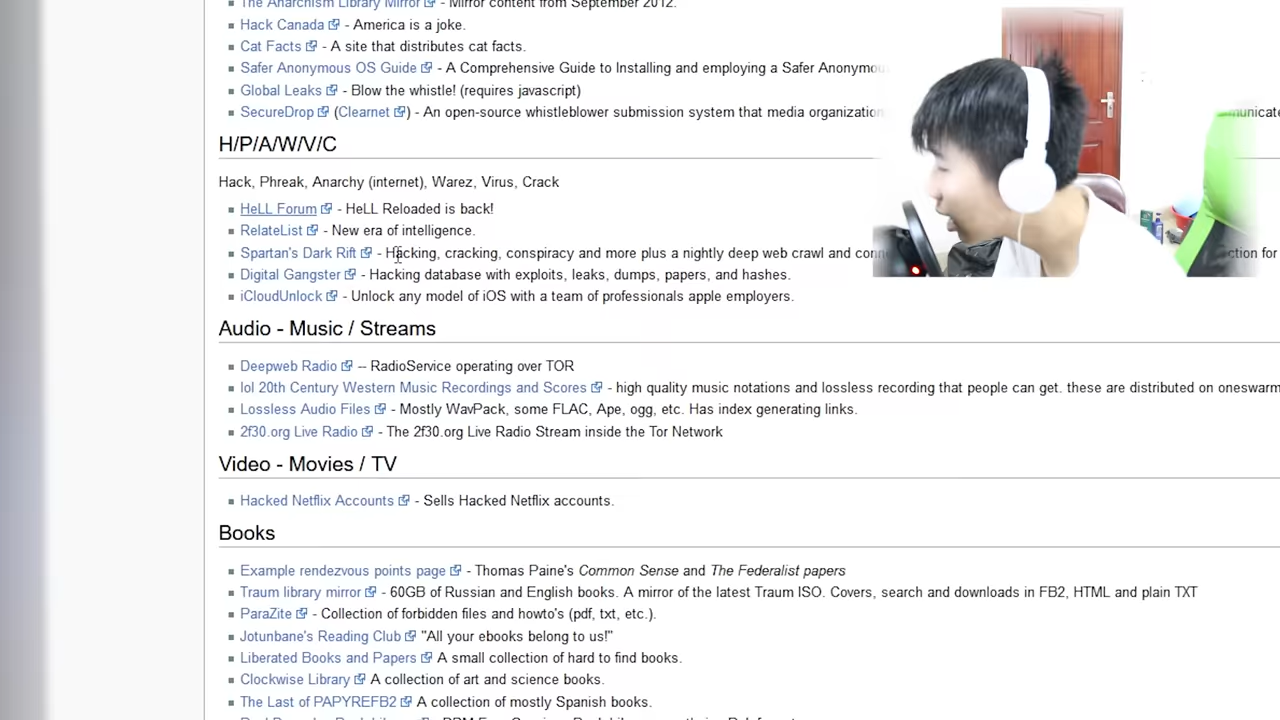 The Anarchism Library Mirror - Mirror content from September 2012.
Hack Canada - America is a joke.
Cat Facts - A site that distributes cat facts.
Safer Anonymous OS Guide - A Comprehensive Guide to Installing and employing a Safer Anonymou
Global Leaks - Blow the whistle! (requires javascript)
SecureDrop (Clearnet) - An open-source whistleblower submission system that media organization municate
H/P/A/W/V/C
Hack, Phreak, Anarchy (internet), Warez, Virus, Crack
HeLL Forum - HeLL Reloaded is back!
RelateList - New era of intelligence.
Spartan's Dark Rift - Hacking, cracking, conspiracy and more plus a nightly deep web crawl and conn ction for
Digital Gangster - Hacking database with exploits, leaks, dumps, papers, and hashes.
iCloudUnlock - Unlock any model of iOS with a team of professionals apple employers.
Audio - Music / Streams
Deepweb Radio -- RadioService operating over TOR
lol 20th Century Western Music Recordings and Scores - high quality music notations and lossless recording that people can get. these are distributed on oneswarm
Lossless Audio Files - Mostly WavPack, some FLAC, Ape, ogg, etc. Has index generating links.
2f30.org Live Radio - The 2f30.org Live Radio Stream inside the Tor Network
Video - Movies / TV
Hacked Netflix Accounts - Sells Hacked Netflix accounts.
Books
Example rendezvous points page - Thomas Paine's Common Sense and The Federalist papers
Traum library mirror - 60GB of Russian and English books. A mirror of the latest Traum ISO. Covers, search and downloads in FB2, HTML and plain TXT
ParaZite - Collection of forbidden files and howto's (pdf, txt, etc.).
Jotunbane's Reading Club "All your ebooks belong to us!"
Liberated Books and Papers A small collection of hard to find books.
Clockwise Library A collection of art and science books.
The Last of PAPYREFB2 A collection of mostly Spanish books.